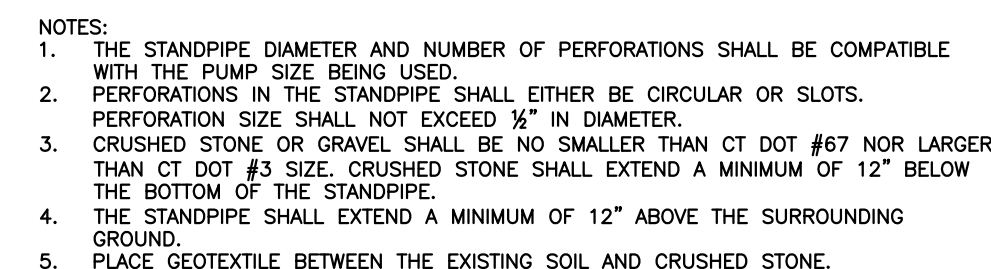 NOTES:
1. THE STANDPIPE DIAMETER AND NUMBER OF PERFORATIONS SHALL BE COMPATIBLE
WITH THE PUMP SIZE BEING USED.
2. PERFORATIONS IN THE STANDPIPE SHALL EITHER BE CIRCULAR OR SLOTS.
PERFORATION SIZE SHALL NOT EXCEED ½" IN DIAMETER.
3. CRUSHED STONE OR GRAVEL SHALL BE NO SMALLER THAN CT DOT #67 NOR LARGER
THAN CT DOT #3 SIZE. CRUSHED STONE SHALL EXTEND A MINIMUM OF 12" BELOW
THE BOTTOM OF THE STANDPIPE.
4. THE STANDPIPE SHALL EXTEND A MINIMUM OF 12" ABOVE THE SURROUNDING
GROUND.
5. PLACE GEOTEXTILE BETWEEN THE EXISTING SOIL AND CRUSHED STONE.